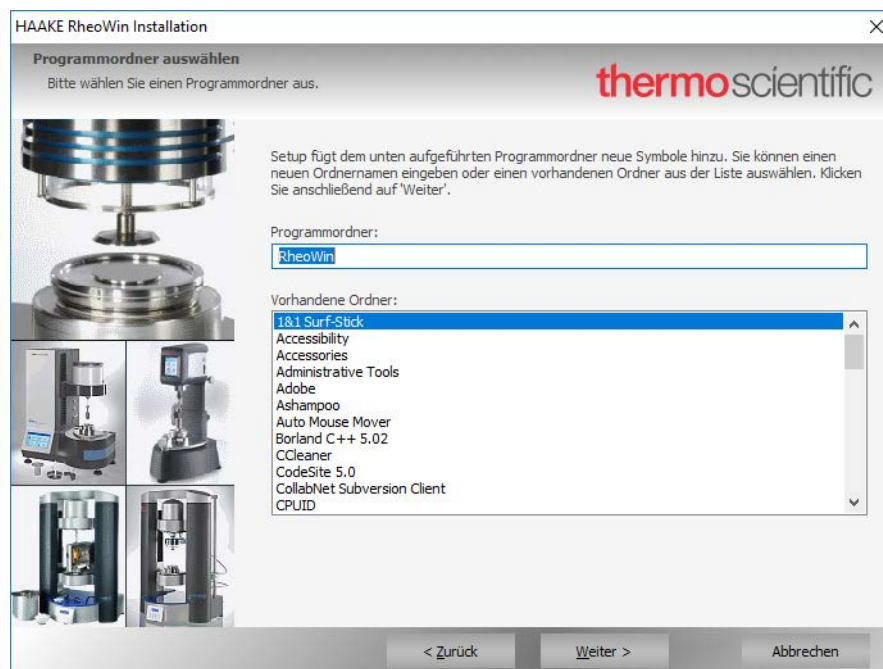 HAAKE RheoWin Installation
Programmordner auswählen
Bitte wählen Sie einen Programmordner aus.
thermoscientific
Setup fügt dem unten aufgeführten Programmordner neue Symbole hinzu. Sie können einen
neuen Ordnernamen eingeben oder einen vorhandenen Ordner aus der Liste auswählen. Klicken
Sie anschließend auf 'Weiter'.
Programmordner:
RheoWin
Vorhandene Ordner:
1&1 Surf-Stick
Accessibility
Accessories
Administrative Tools
Adobe
Ashampoo
Auto Mouse Mover
Borland C++ 5.02
CCleaner
CodeSite 5.0
CollabNet Subversion Client
CPUID
< Zurück
Weiter >
Abbrechen